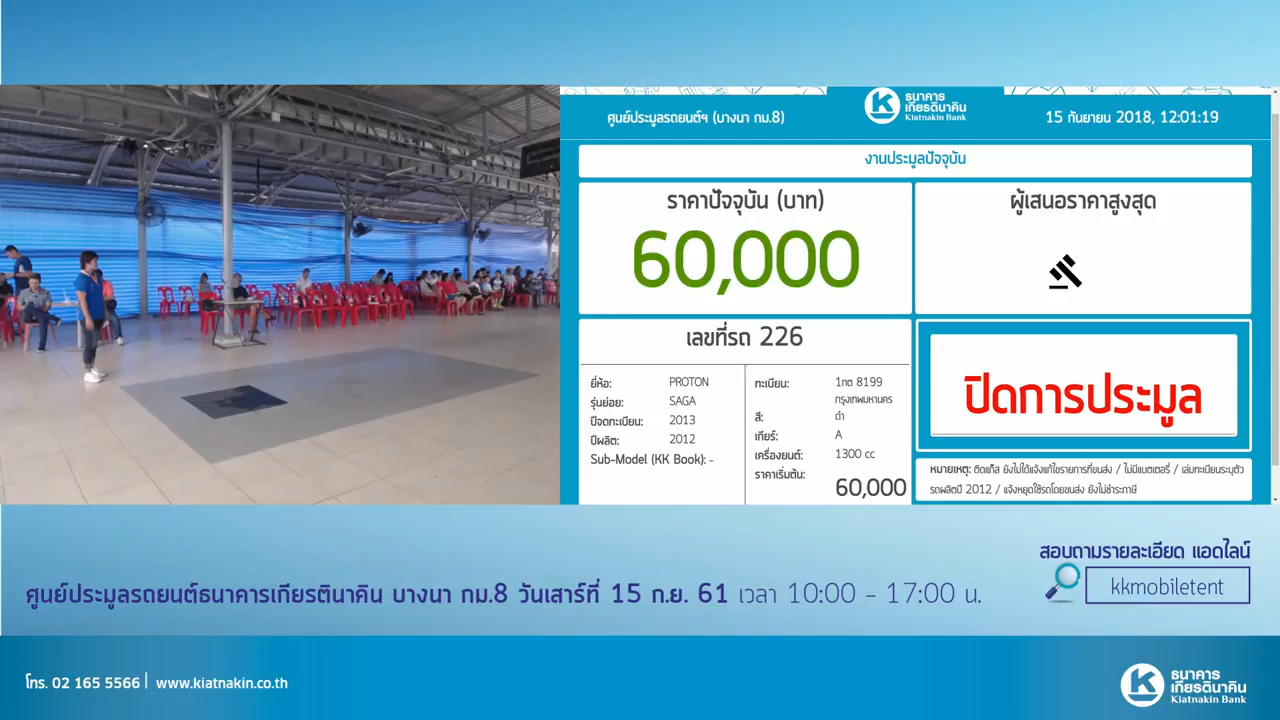 ศูนย์ประมูลรถยนต์ฯ (บางนา กม.8)
ธนาคาร
เกียรตินาคิน
Kiatnakin Bank
15 กันยายน 2018, 12:01:19
งานประมูลปัจจุบัน
ราคาปัจจุบัน (บาท)
60,000
ผู้เสนอราคาสูงสุด
เลขที่รถ 226
ยี่ห้อ: PROTON
รุ่นย่อย: SAGA
ปีจดทะเบียน: 2013
ปีผลิต: 2012
Sub-Model (KK Book): -
ทะเบียน: 1กต 8199
กรุงเทพมหานคร
สี: ดำ
เกียร์: A
เครื่องยนต์: 1300 cc
ราคาเริ่มต้น:
60,000
ปิดการประมูล
หมายเหตุ: ติดแก๊ส ยังไม่ได้แจ้งแก้ไขรายการที่ขนส่ง / ไม่มีแบตเตอรี่ / เล่มทะเบียนระบุตัว
รถผลิตปี 2012 / แจ้งหยุดใช้รถโดยขนส่ง ยังไม่ชำระภาษี
สอบถามรายละเอียด แอดไลน์
kkmobiletent
ศูนย์ประมูลรถยนต์ธนาคารเกียรตินาคิน บางนา กม.8 วันเสาร์ที่ 15 ก.ย. 61 เวลา 10:00 - 17:00 น.
โทร. 02 165 5566 | www.kiatnakin.co.th
ธนาคาร
เกียรตินาคิน
Kiatnakin Bank